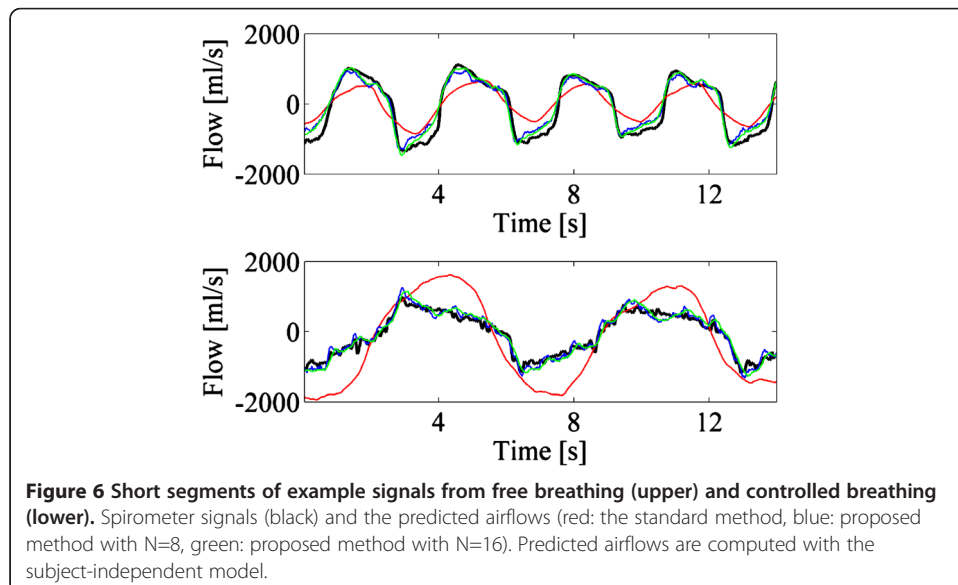 2000
0
-2000
Flow [ml/s]
4 8 12
Time [s]
2000
0
-2000
Flow [ml/s]
4 8 12
Time [s]
Figure 6 Short segments of example signals from free breathing (upper) and controlled breathing
(lower). Spirometer signals (black) and the predicted airflows (red: the standard method, blue: proposed
method with N=8, green: proposed method with N=16). Predicted airflows are computed with the
subject-independent model.